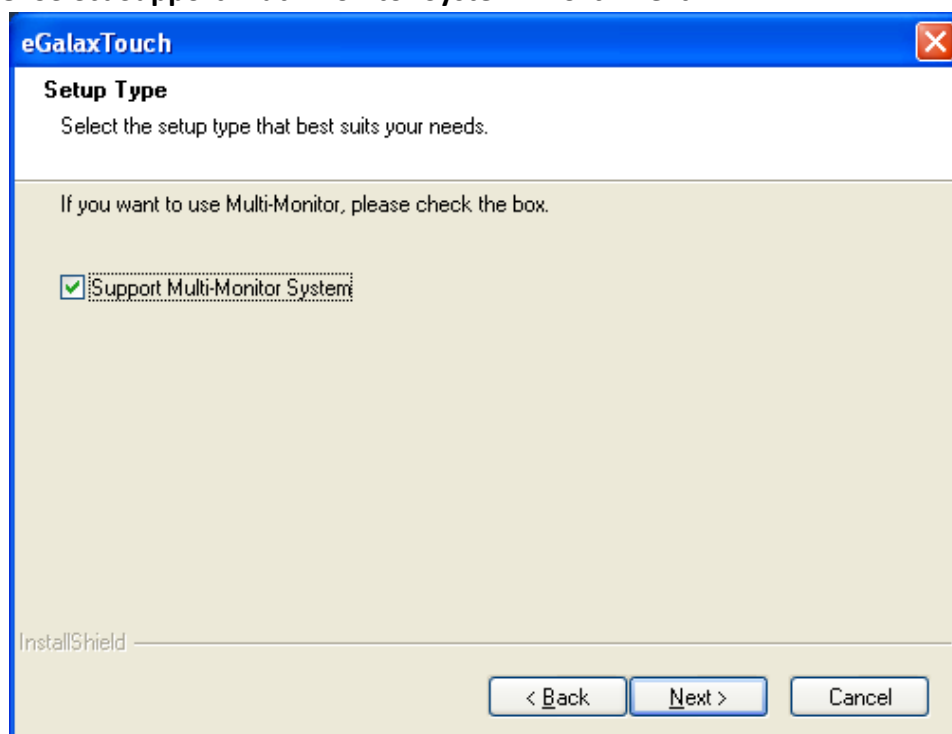 eGalaxTouch
Setup Type
Select the setup type that best suits your needs.
If you want to use Multi-Monitor, please check the box.
Support Multi-Monitor System
InstallShield
< Back Next > Cancel